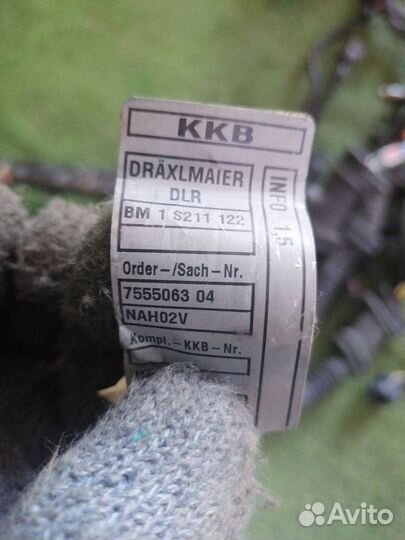 KKB
DRÄXLMAIER
DLR
BM 1 S211 122
INFO 1,5
Order-/Sach-Nr.
7555063 04
NAH02V
Kompl.-KKB-Nr.
Avito